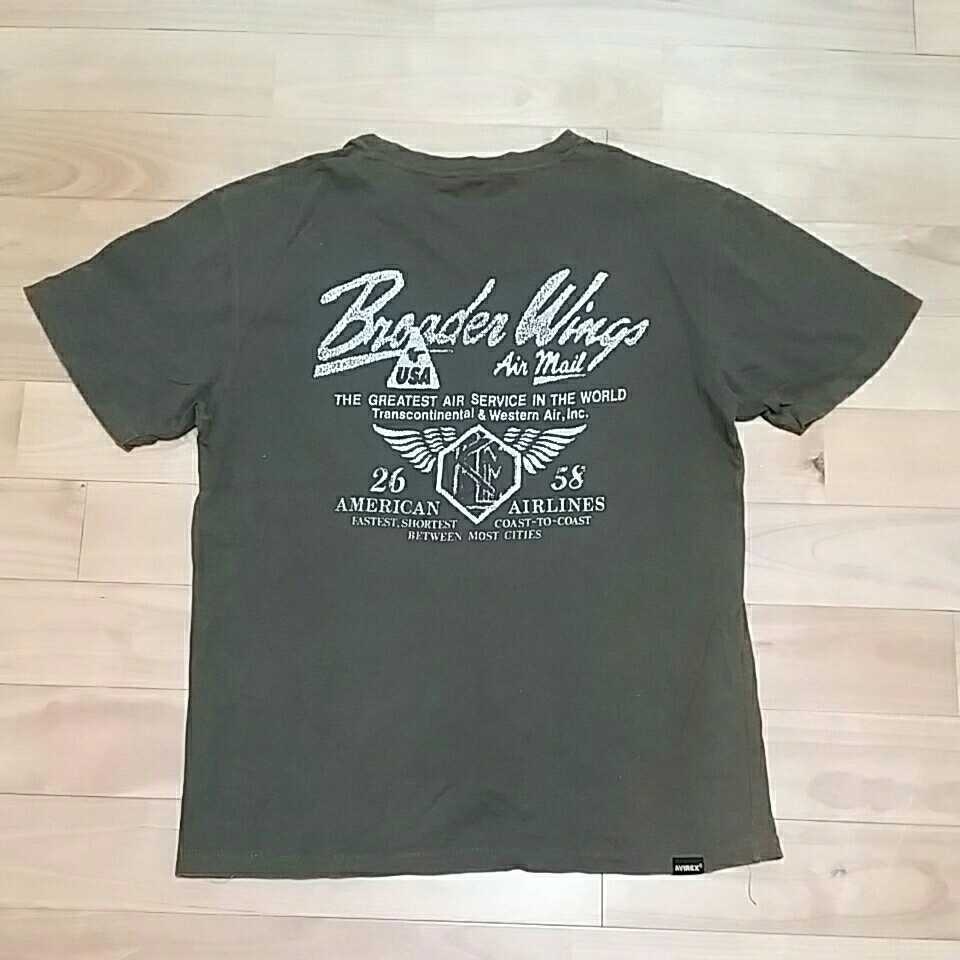 Broader Wings
Air Mail
USA
THE GREATEST AIR SERVICE IN THE WORLD
Transcontinental & Western Air, Inc.
26 58
AMERICAN AIRLINES
FASTEST, SHORTEST COAST-TO-COAST
BETWEEN MOST CITIES
AVIREX